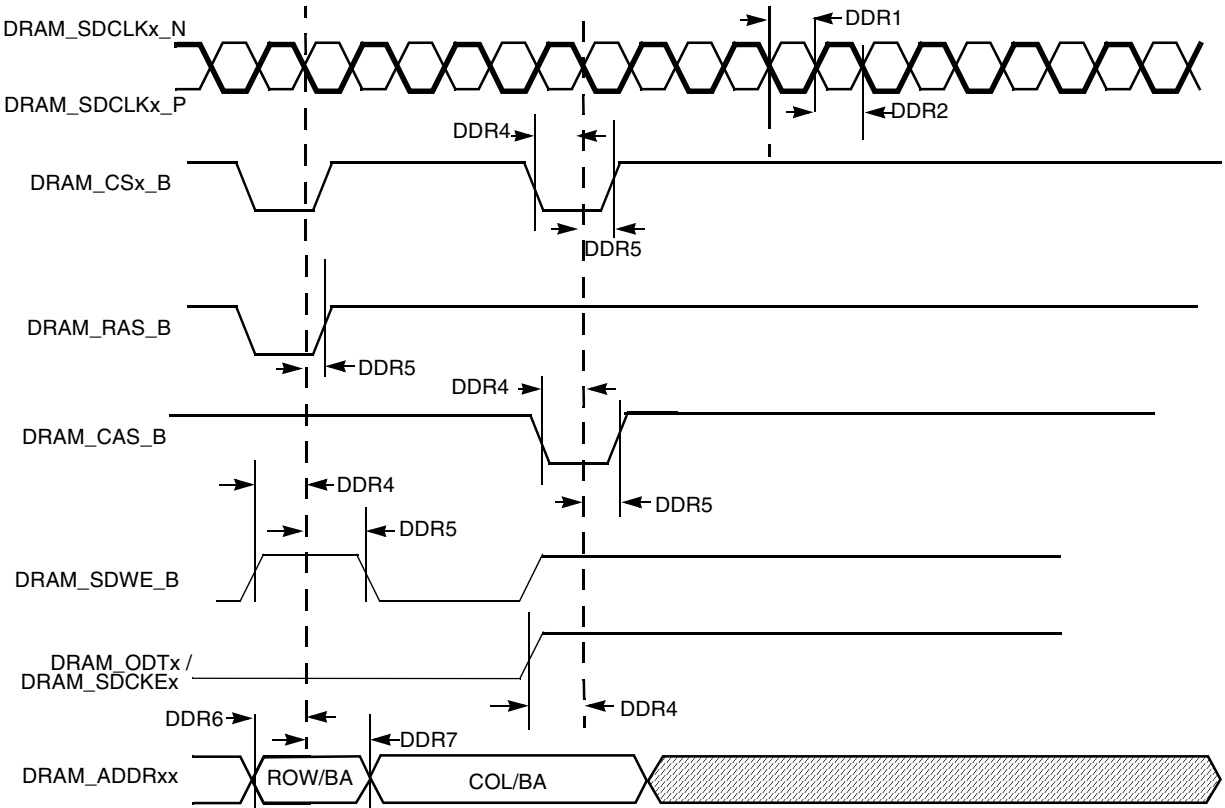 DRAM_SDCLKx_N
DDR1
DRAM_SDCLKx_P
DDR2
DDR4
DRAM_CSx_B
DDR5
DRAM_RAS_B
DDR5
DDR4
DRAM_CAS_B
DDR4
DDR5
DDR5
DRAM_SDWE_B
DRAM_ODTx /
DRAM_SDCKEx
DDR4
DDR6
DDR7
DRAM_ADDRxx
ROW/BA
COL/BA